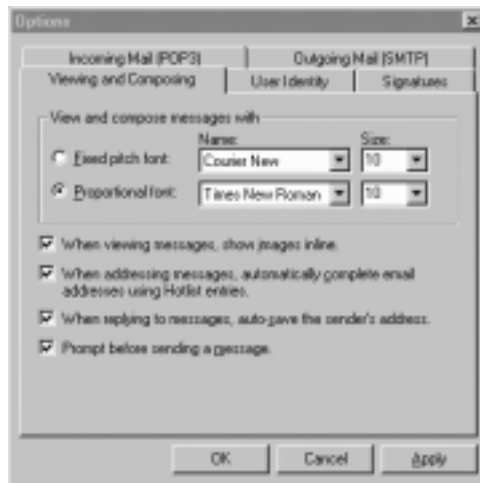 Options
Incoming Mail (POP3)
Outgoing Mail (SMTP)
Viewing and Composing
User Identity
Signatures
View and compose messages with
Name:
Size:
Fixed pitch font:
Courier New
10
Proportional font:
Times New Roman
10
When viewing messages, show images inline.
When addressing messages, automatically complete email
addresses using Hotlist entries.
When replying to messages, auto-save the sender's address.
Prompt before sending a message.
OK
Cancel
Apply